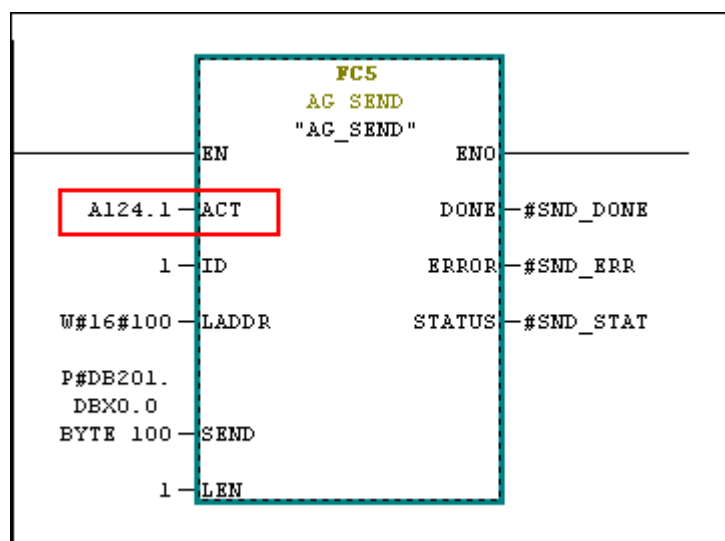 FC5
AG SEND
"AG_SEND"
EN ENO
A124.1 ACT DONE #SND_DONE
1 ID ERROR #SND_ERR
W#16#100 LADDR STATUS #SND_STAT
P#DB201.
DBX0.0
BYTE 100 SEND
1 LEN